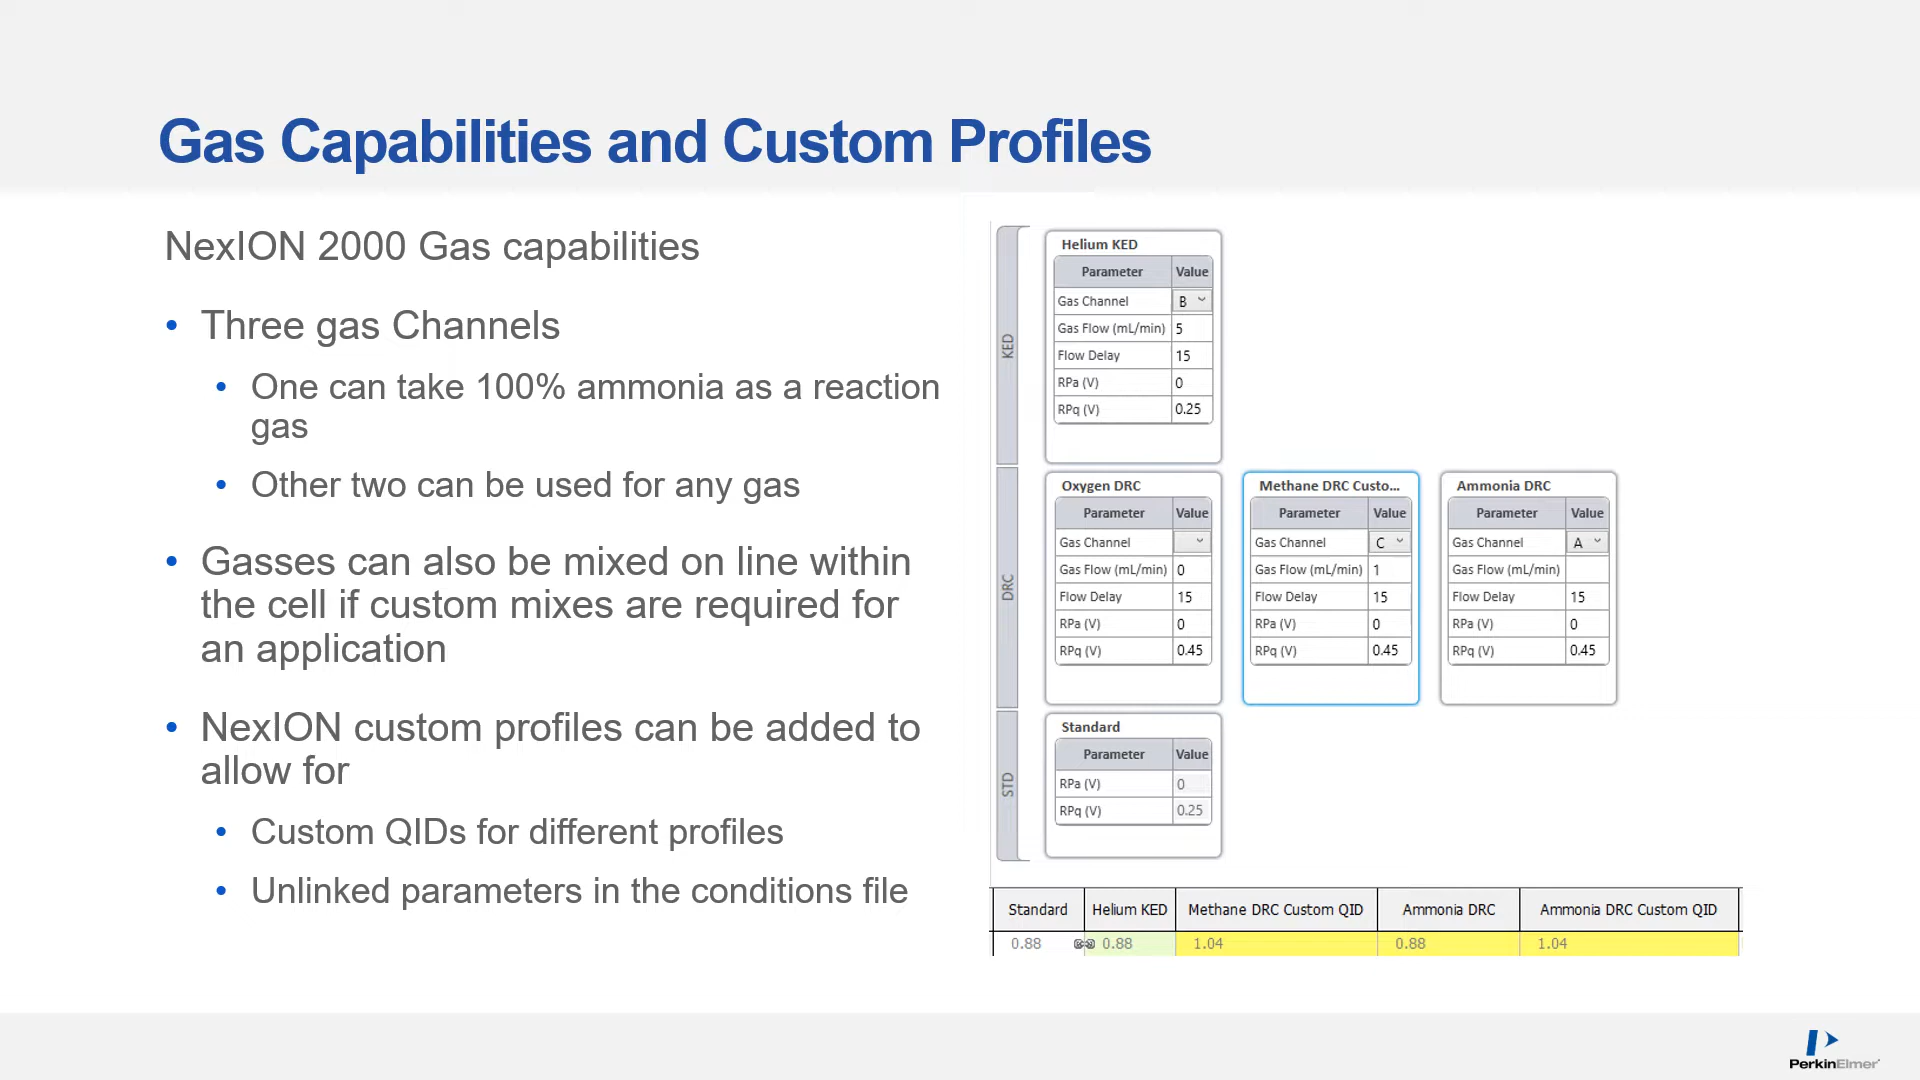 Gas Capabilities and Custom Profiles
NexION 2000 Gas capabilities
• Three gas Channels
• One can take 100% ammonia as a reaction
gas
• Other two can be used for any gas
• Gasses can also be mixed on line within
the cell if custom mixes are required for
an application
• NexION custom profiles can be added to
allow for
• Custom QIDs for different profiles
• Unlinked parameters in the conditions file
KED
Helium KED
Parameter Value
Gas Channel B
Gas Flow (mL/min) 5
Flow Delay 15
RPa (V) 0
RPq (V) 0.25
DRC
Oxygen DRC
Parameter Value
Gas Channel
Gas Flow (mL/min) 0
Flow Delay 15
RPa (V) 0
RPq (V) 0.45
Methane DRC Custo...
Parameter Value
Gas Channel C
Gas Flow (mL/min) 1
Flow Delay 15
RPa (V) 0
RPq (V) 0.45
Ammonia DRC
Parameter Value
Gas Channel A
Gas Flow (mL/min)
Flow Delay 15
RPa (V) 0
RPq (V) 0.45
STD
Standard
Parameter Value
RPa (V) 0
RPq (V) 0.25
Standard Helium KED Methane DRC Custom QID Ammonia DRC Ammonia DRC Custom QID
0.88 0.88 1.04 0.88 1.04
PerkinElmer